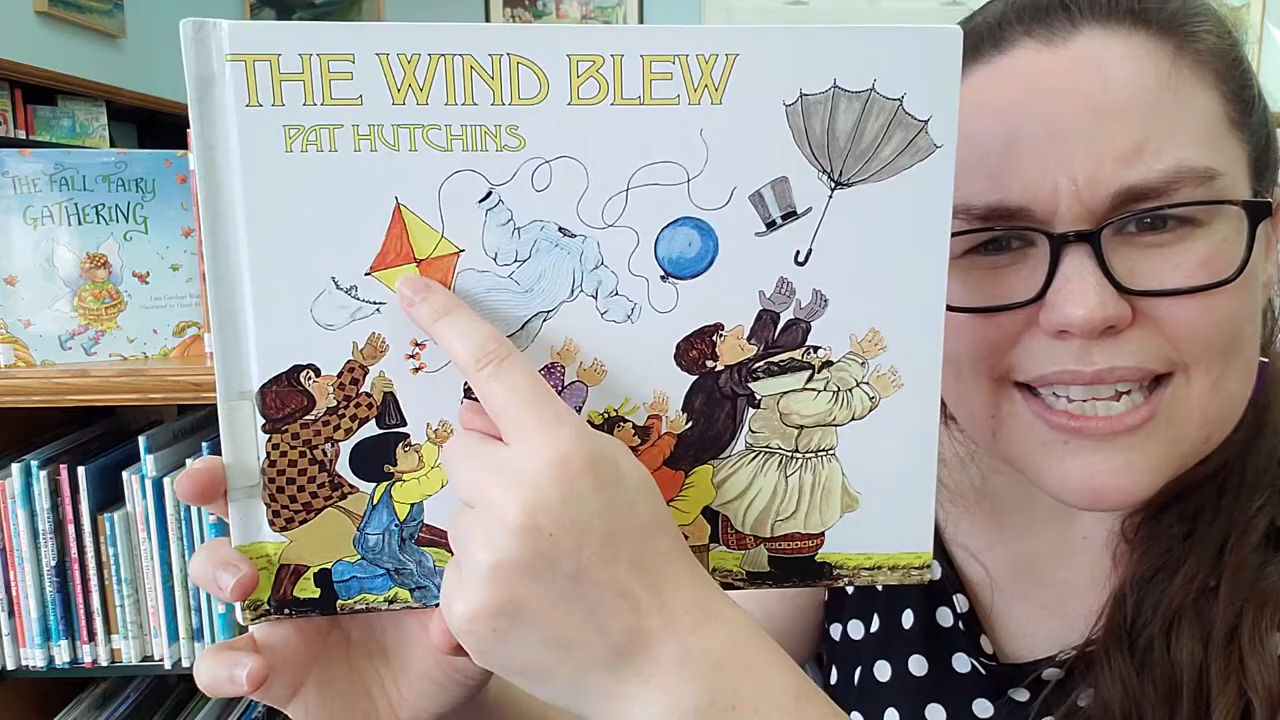 THE WIND BLEW
PAT HUTCHINS
THE FALL FAIRY
GATHERING